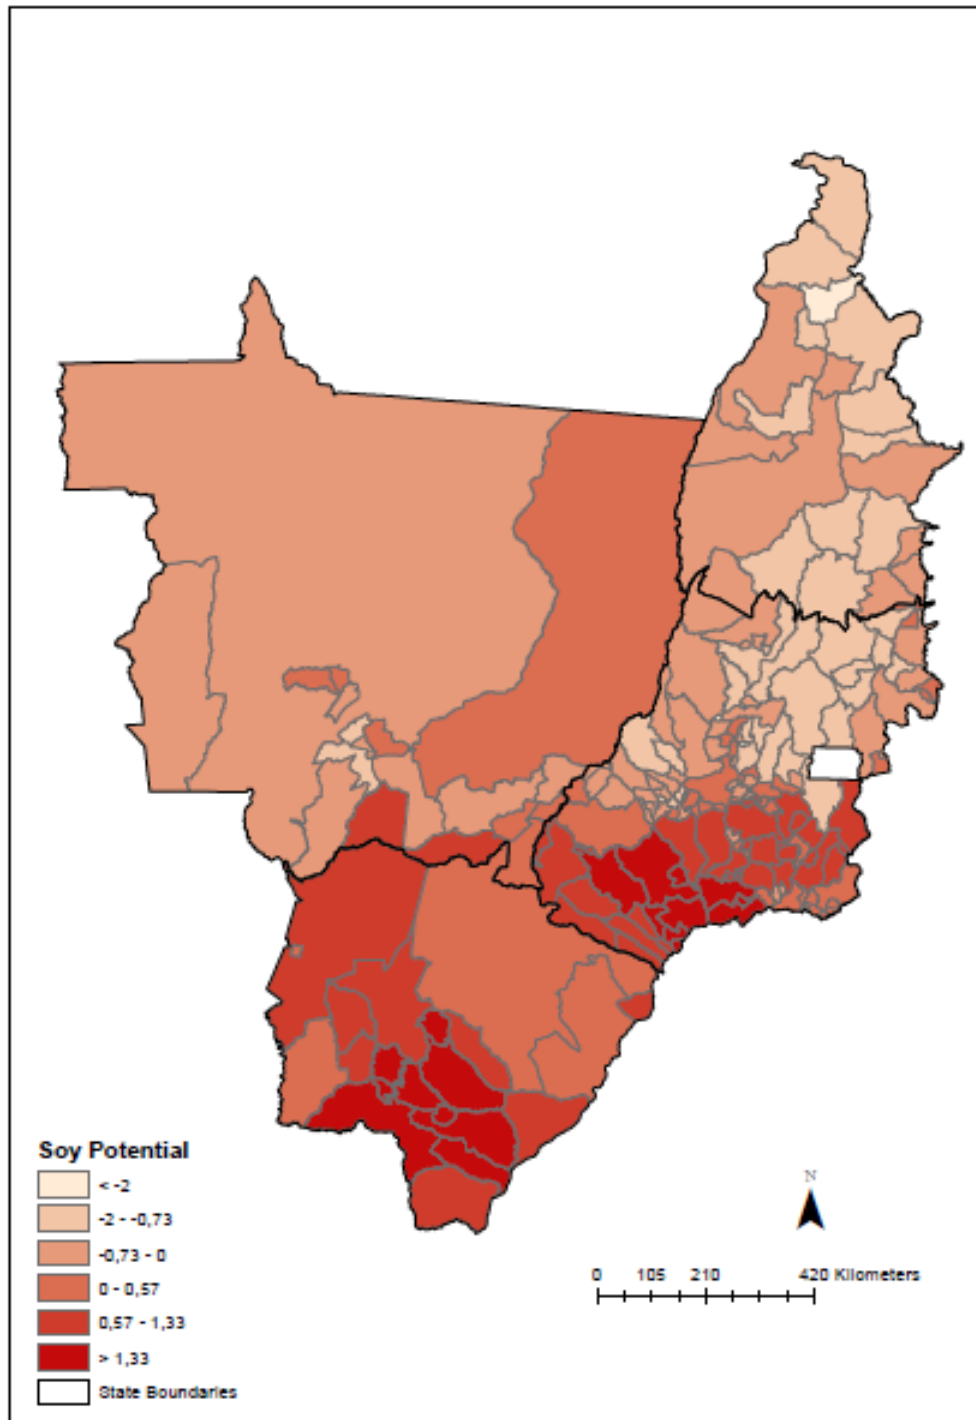 N
Soy Potential
< -2
-2 - -0,73
-0,73 - 0
0 - 0,57
0,57 - 1,33
> 1,33
State Boundaries
0 105 210 420 Kilometers